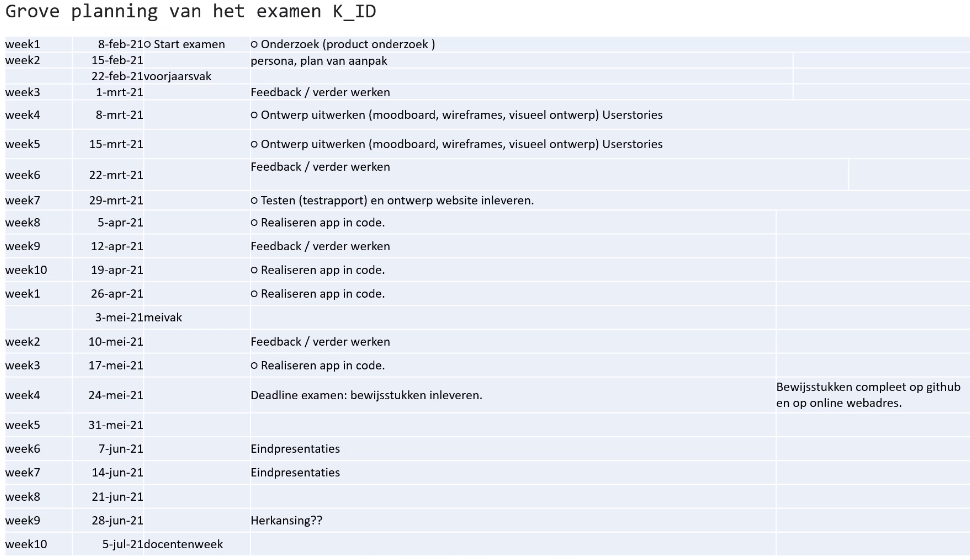 Grove planning van het examen K_ID
week1 8-feb-21 ○ Start examen ○ Onderzoek (product onderzoek )
week2 15-feb-21 persona, plan van aanpak
22-feb-21 voorjaarsvak
week3 1-mrt-21 Feedback / verder werken
week4 8-mrt-21 ○ Ontwerp uitwerken (moodboard, wireframes, visueel ontwerp) Userstories
week5 15-mrt-21 ○ Ontwerp uitwerken (moodboard, wireframes, visueel ontwerp) Userstories
week6 22-mrt-21 Feedback / verder werken
week7 29-mrt-21 ○ Testen (testrapport) en ontwerp website inleveren.
week8 5-apr-21 ○ Realiseren app in code.
week9 12-apr-21 Feedback / verder werken
week10 19-apr-21 ○ Realiseren app in code.
week1 26-apr-21 ○ Realiseren app in code.
3-mei-21 meivak
week2 10-mei-21 Feedback / verder werken
week3 17-mei-21 ○ Realiseren app in code.
week4 24-mei-21 Deadline examen: bewijsstukken inleveren. Bewijsstukken compleet op github
en op online webadres.
week5 31-mei-21
week6 7-jun-21 Eindpresentaties
week7 14-jun-21 Eindpresentaties
week8 21-jun-21
week9 28-jun-21 Herkansing??
week10 5-jul-21 docentenweek